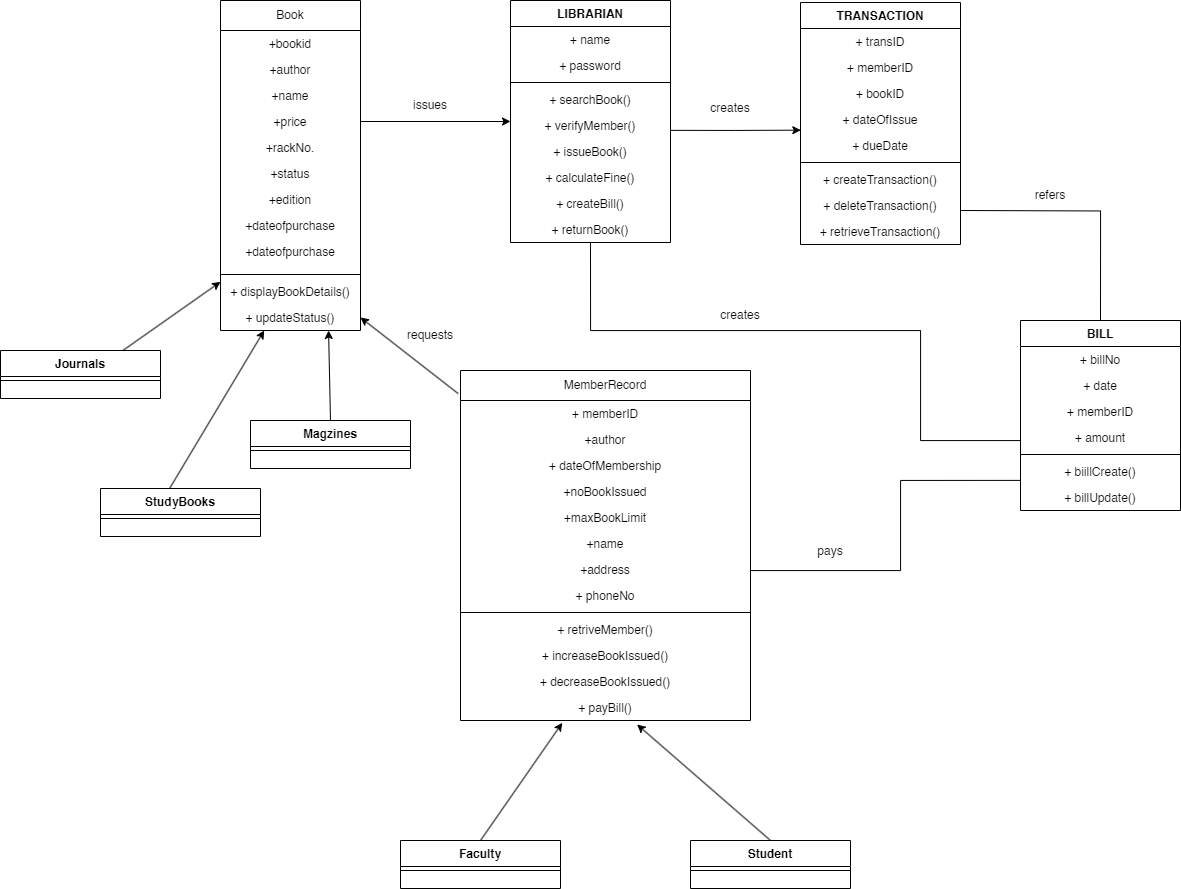 Book
+bookid
+author
+name
+price
+rackNo.
+status
+edition
+dateofpurchase
+dateofpurchase
+ displayBookDetails()
+ updateStatus()
issues
LIBRARIAN
+ name
+ password
+ searchBook()
+ verifyMember()
+ issueBook()
+ calculateFine()
+ createBill()
+ returnBook()
creates
TRANSACTION
+ transID
+ memberID
+ bookID
+ dateOfIssue
+ dueDate
+ createTransaction()
+ deleteTransaction()
+ retrieveTransaction()
refers
creates
requests
BILL
+ billNo
+ date
+ memberID
+ amount
+ biillCreate()
+ billUpdate()
Journals
Magzines
StudyBooks
MemberRecord
+ memberID
+author
+ dateOfMembership
+noBookIssued
+maxBookLimit
+name
+address
+ phoneNo
+ retriveMember()
+ increaseBookIssued()
+ decreaseBookIssued()
+ payBill()
pays
Faculty
Student